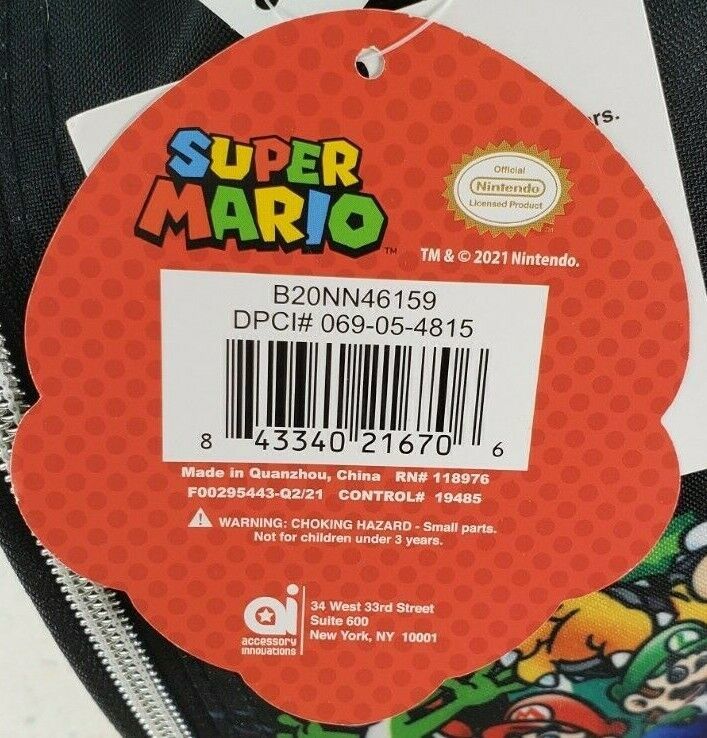 rs.
SUPER
MARIO™
Official
Nintendo
Licensed Product
TM & © 2021 Nintendo.
B20NN46159
DPCI# 069-05-4815
8 43340 21670 6
Made in Quanzhou, China RN# 118976
F00295443-Q2/21 CONTROL# 19485
WARNING: CHOKING HAZARD - Small parts.
Not for children under 3 years.
ai
accessory
innovations
34 West 33rd Street
Suite 600
New York, NY 10001